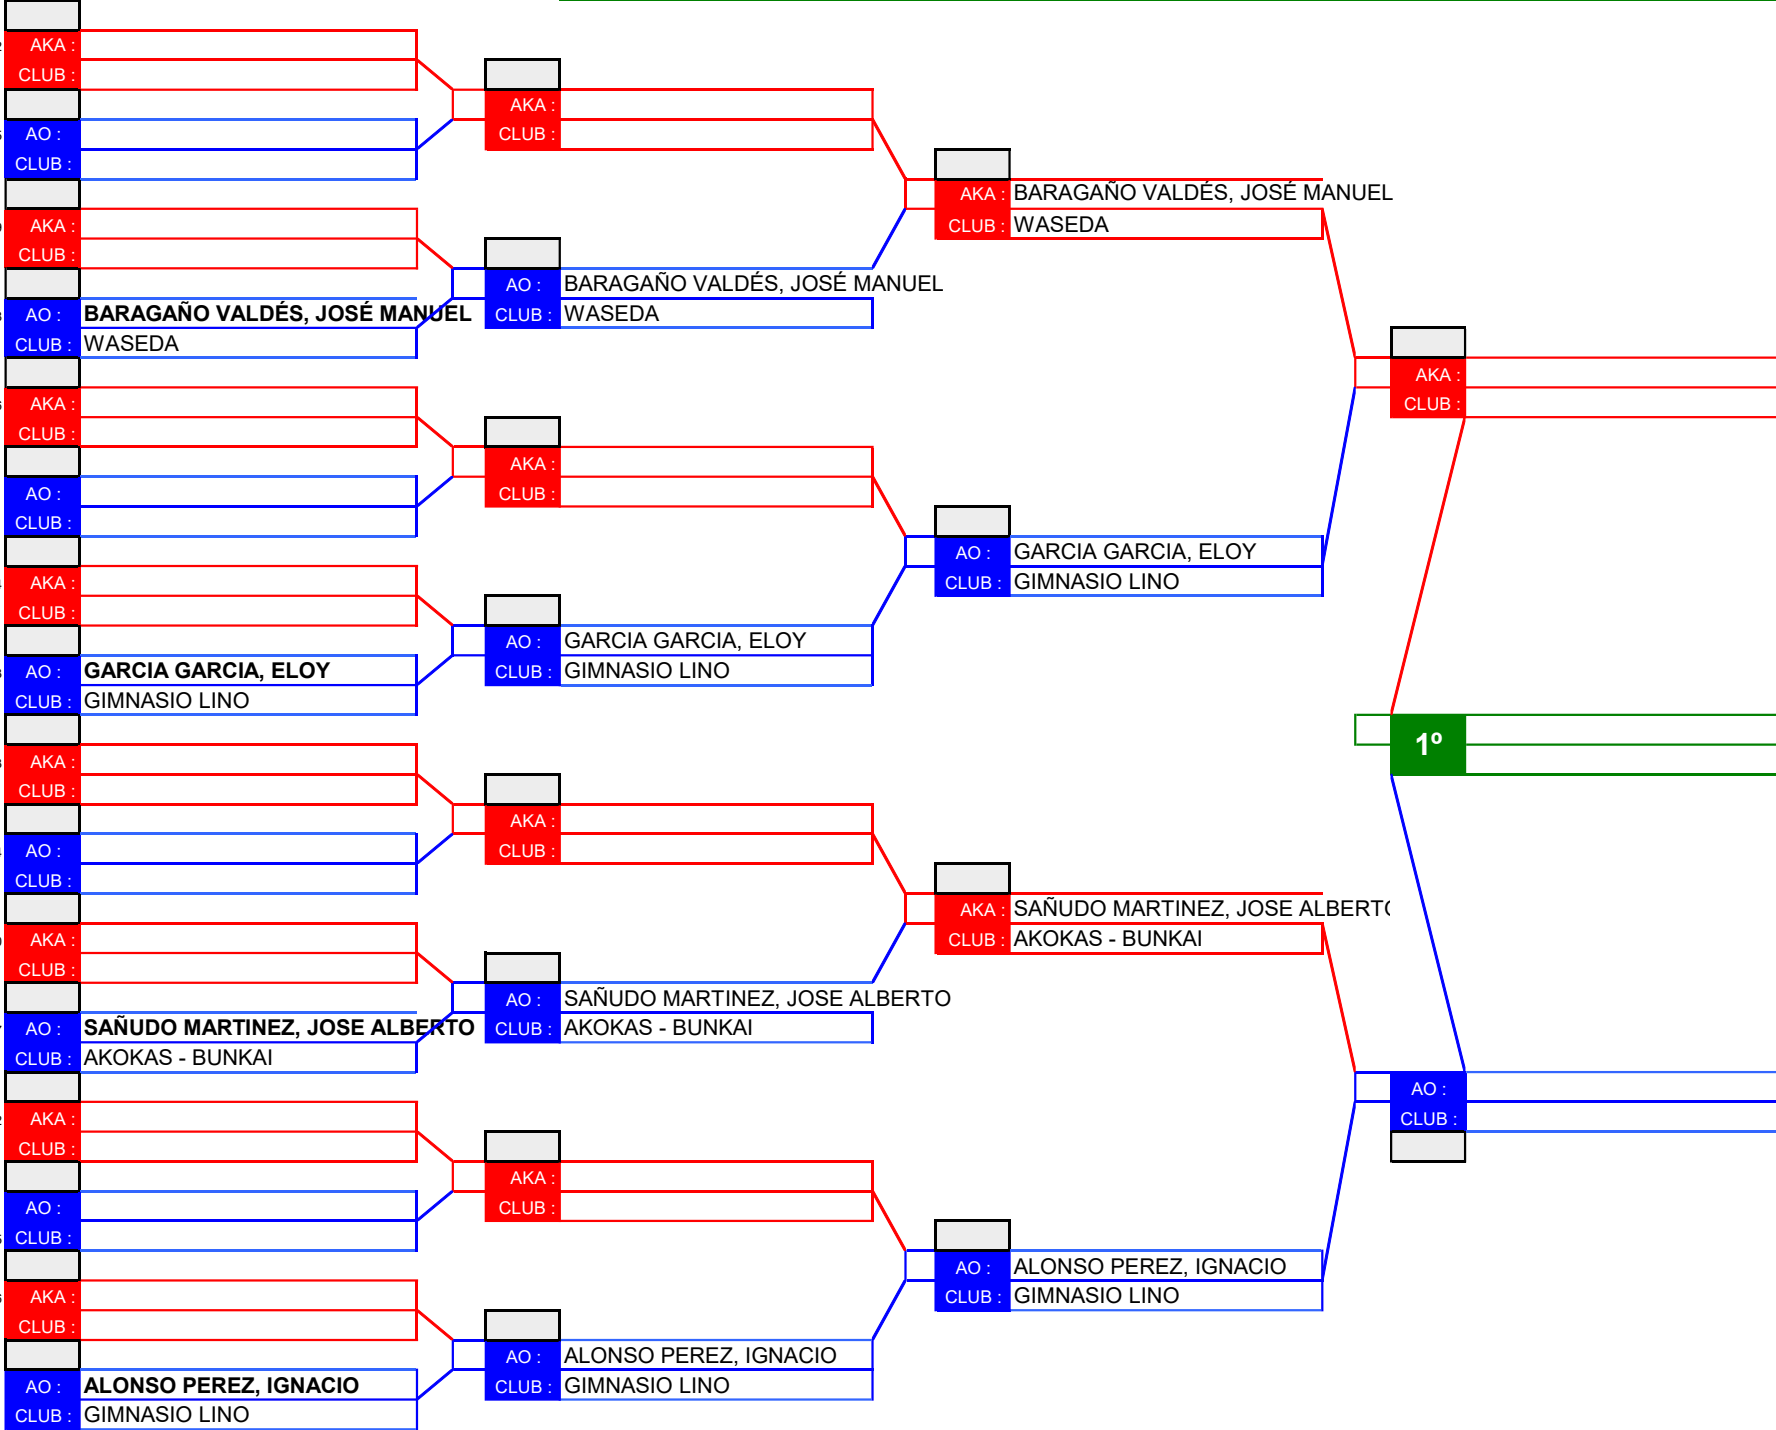 AKA :
CLUB :
AO :
CLUB :
AKA :
CLUB :
AO : BARAGAÑO VALDÉS, JOSÉ MANUEL
CLUB : WASEDA
AKA :
CLUB :
AO :
CLUB :
AKA :
CLUB :
AO : GARCIA GARCIA, ELOY
CLUB : GIMNASIO LINO
AKA :
CLUB :
AO :
CLUB :
AKA :
CLUB :
AO : SAÑUDO MARTINEZ, JOSE ALBERTO
CLUB : AKOKAS - BUNKAI
AKA :
CLUB :
AO :
CLUB :
AKA :
CLUB :
AO : ALONSO PEREZ, IGNACIO
CLUB : GIMNASIO LINO
AKA :
CLUB :
AO : BARAGAÑO VALDÉS, JOSÉ MANUEL
CLUB : WASEDA
AKA :
CLUB :
AO : GARCIA GARCIA, ELOY
CLUB : GIMNASIO LINO
AKA :
CLUB :
AO : SAÑUDO MARTINEZ, JOSE ALBERTO
CLUB : AKOKAS - BUNKAI
AKA :
CLUB :
AO : ALONSO PEREZ, IGNACIO
CLUB : GIMNASIO LINO
AKA : BARAGAÑO VALDÉS, JOSÉ MANUEL
CLUB : WASEDA
AO : GARCIA GARCIA, ELOY
CLUB : GIMNASIO LINO
AKA : SAÑUDO MARTINEZ, JOSE ALBERTO
CLUB : AKOKAS - BUNKAI
AO : ALONSO PEREZ, IGNACIO
CLUB : GIMNASIO LINO
AKA :
CLUB :
1º
AO :
CLUB :